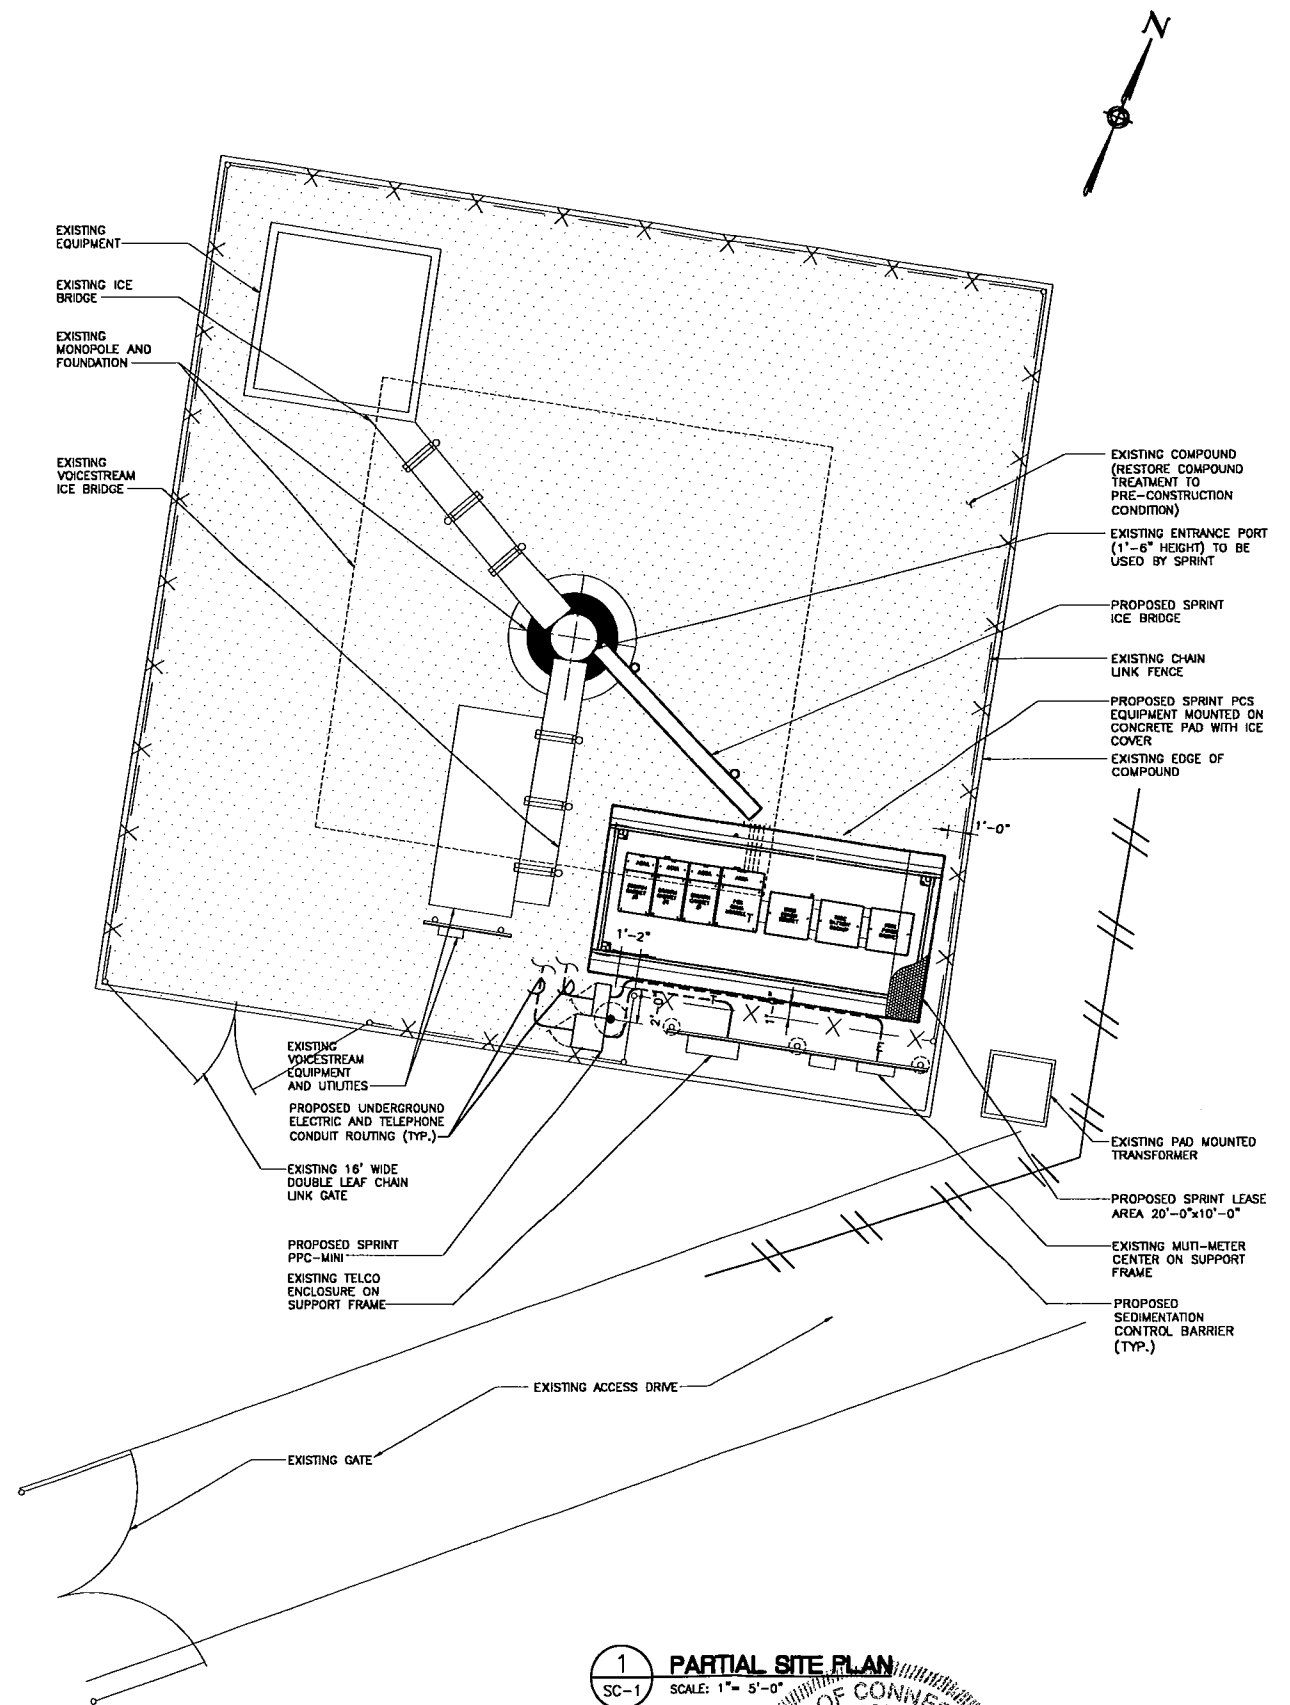 N
EXISTING
EQUIPMENT
EXISTING ICE
BRIDGE
EXISTING
MONOPOLE AND
FOUNDATION
EXISTING
VOICESTREAM
ICE BRIDGE
EXISTING COMPOUND
(RESTORE COMPOUND
TREATMENT TO
PRE-CONSTRUCTION
CONDITION)
EXISTING ENTRANCE PORT
(1'-6" HEIGHT) TO BE
USED BY SPRINT
PROPOSED SPRINT
ICE BRIDGE
EXISTING CHAIN
LINK FENCE
PROPOSED SPRINT PCS
EQUIPMENT MOUNTED ON
CONCRETE PAD WITH ICE
COVER
EXISTING EDGE OF
COMPOUND
1'-0"
1'-2"
T
T
E
EXISTING
VOICESTREAM
EQUIPMENT
AND UTILITIES
PROPOSED UNDERGROUND
ELECTRIC AND TELEPHONE
CONDUIT ROUTING (TYP.)
EXISTING 16' WIDE
DOUBLE LEAF CHAIN
LINK GATE
PROPOSED SPRINT
PPC-MINI
EXISTING TELCO
ENCLOSURE ON
SUPPORT FRAME
EXISTING PAD MOUNTED
TRANSFORMER
PROPOSED SPRINT LEASE
AREA 20'-0"x10'-0"
EXISTING MUTI-METER
CENTER ON SUPPORT
FRAME
PROPOSED
SEDIMENTATION
CONTROL BARRIER
(TYP.)
EXISTING ACCESS DRIVE
EXISTING GATE
1
SC-1
PARTIAL SITE PLAN
SCALE: 1"= 5'-0"
OF CONNE